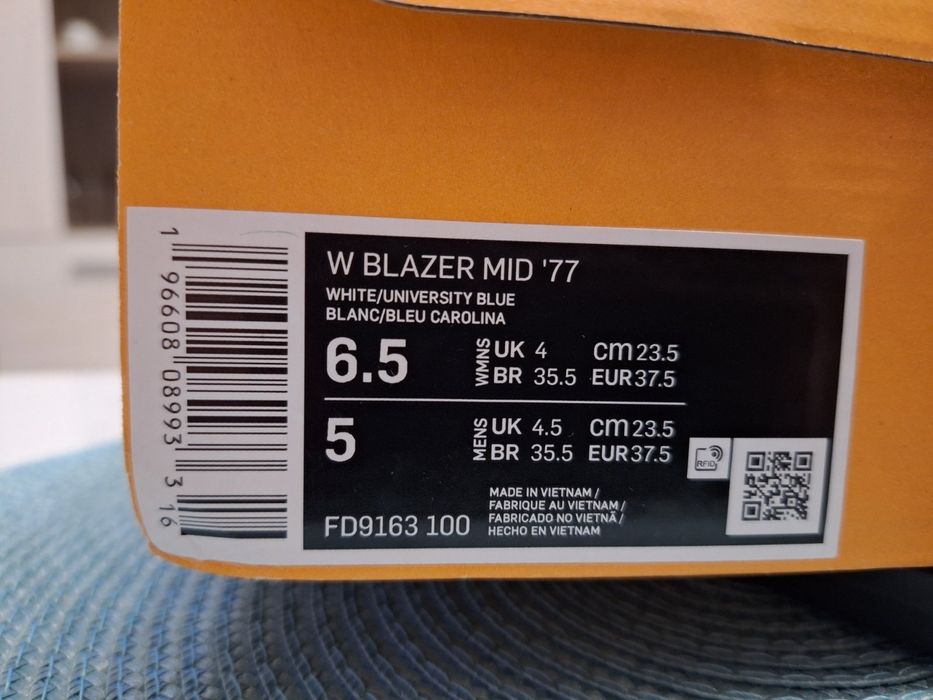 W BLAZER MID '77
WHITE/UNIVERSITY BLUE
BLANC/BLEU CAROLINA
6.5 WMNS UK 4 cm 23.5
BR 35.5 EUR 37.5
5 MENS UK 4.5 cm 23.5
BR 35.5 EUR 37.5
RFID
MADE IN VIETNAM /
FABRIQUE AU VIETNAM /
FABRICADO NO VIETNÃ /
HECHO EN VIETNAM
FD9163 100
1 96608 08993 3 16